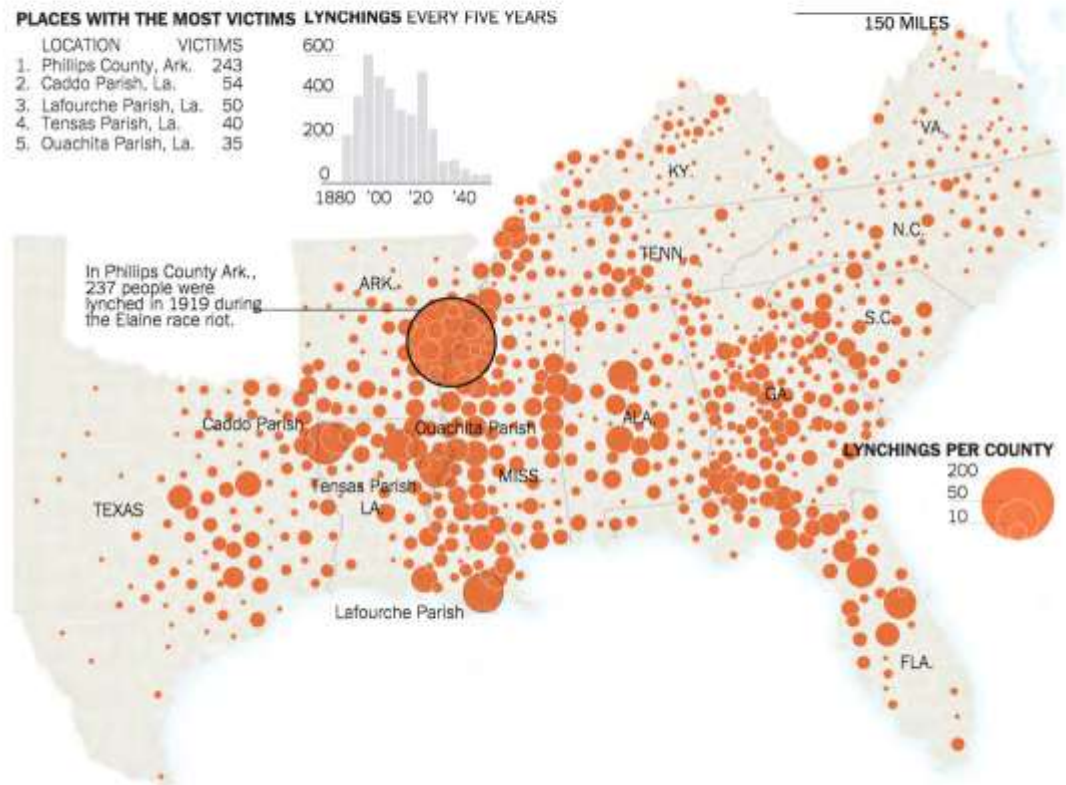 PLACES WITH THE MOST VICTIMS
LOCATION VICTIMS
1. Phillips County, Ark. 243
2. Caddo Parish, La. 54
3. Lafourche Parish, La. 50
4. Tensas Parish, La. 40
5. Ouachita Parish, La. 35
LYNCHINGS EVERY FIVE YEARS
600
400
200
0
1880 '00 '20 '40
150 MILES
VA.
KY.
N.C.
TENN.
In Phillips County Ark.,
237 people were
lynched in 1919 during
the Elaine race riot.
ARK.
S.C.
GA.
Caddo Parish
Ouachita Parish
ALA.
LYNCHINGS PER COUNTY
200
50
10
Tensas Parish
MISS.
TEXAS
LA.
Lafourche Parish
FLA.